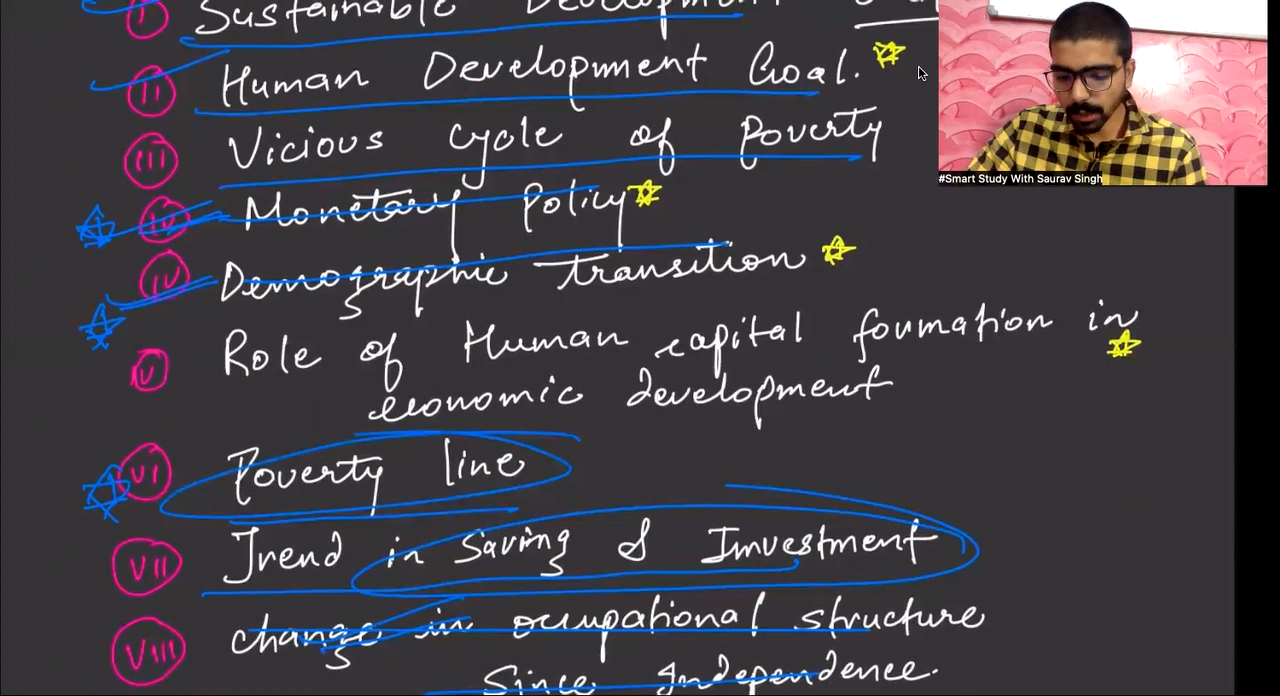 I Sustainable Development
II Human Development Goal.
III Vicious cycle of Poverty
IV Monetary Policy
IV Demographic transition
V Role of Human capital foumation in
economic development
VI Poverty line
VII Trend in Saving & Investment
VIII change in occupational structure
Since Independence.
#Smart Study With Saurav Singh